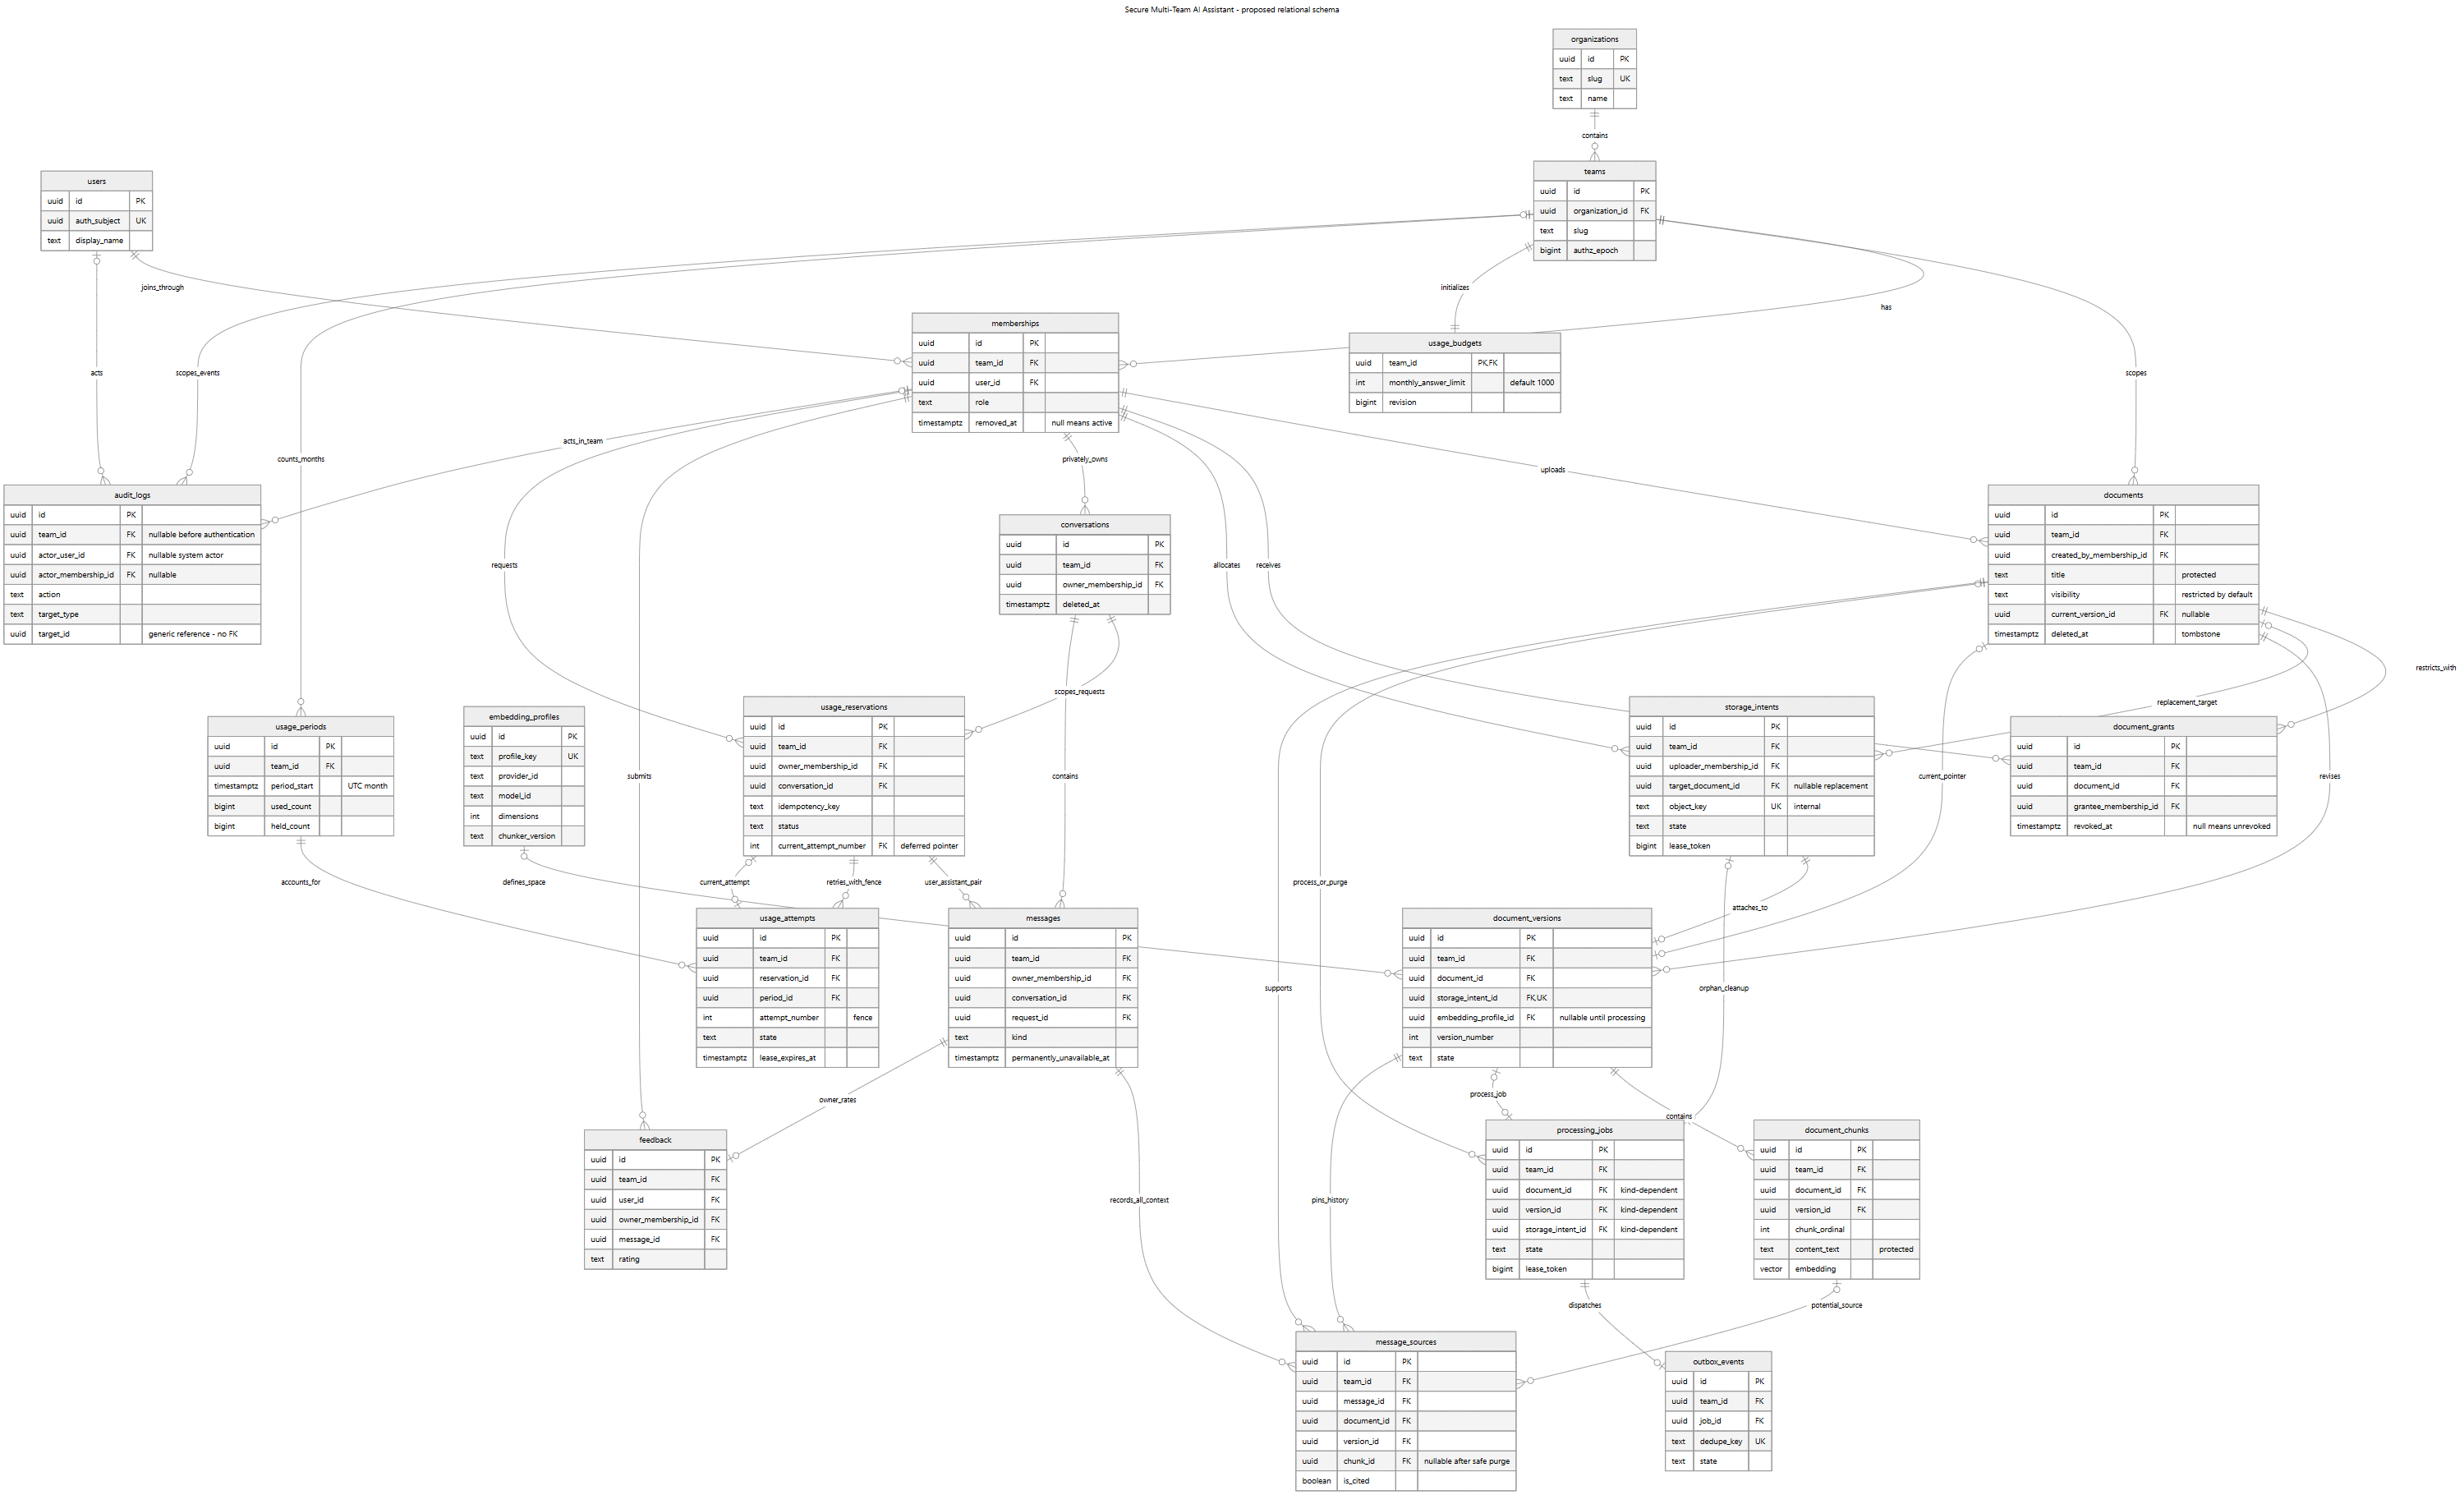 Secure Multi-Team AI Assistant - proposed relational schema
organizations
uuid id PK
text slug UK
text name
contains
teams
uuid id PK
uuid organization_id FK
text slug
bigint authz_epoch
users
uuid id PK
uuid auth_subject UK
text display_name
joins_through
initializes
has
memberships
uuid id PK
uuid team_id FK
uuid user_id FK
text role
timestamptz removed_at null means active
usage_budgets
uuid team_id PK,FK
int monthly_answer_limit default 1000
bigint revision
acts
scopes_events
scopes
acts_in_team
counts_months
privately_owns
uploads
audit_logs
uuid id PK
uuid team_id FK nullable before authentication
uuid actor_user_id FK nullable system actor
uuid actor_membership_id FK nullable
text action
text target_type
uuid target_id generic reference - no FK
conversations
uuid id PK
uuid team_id FK
uuid owner_membership_id FK
timestamptz deleted_at
documents
uuid id PK
uuid team_id FK
uuid created_by_membership_id FK
text title protected
text visibility restricted by default
uuid current_version_id FK nullable
timestamptz deleted_at tombstone
requests
allocates
receives
restricts_with
scopes_requests
replacement_target
usage_periods
uuid id PK
uuid team_id FK
timestamptz period_start UTC month
bigint used_count
bigint held_count
embedding_profiles
uuid id PK
text profile_key UK
text provider_id
text model_id
int dimensions
text chunker_version
submits
usage_reservations
uuid id PK
uuid team_id FK
uuid owner_membership_id FK
uuid conversation_id FK
text idempotency_key
text status
int current_attempt_number FK deferred pointer
contains
storage_intents
uuid id PK
uuid team_id FK
uuid uploader_membership_id FK
uuid target_document_id FK nullable replacement
text object_key UK internal
text state
bigint lease_token
current_pointer
document_grants
uuid id PK
uuid team_id FK
uuid document_id FK
uuid grantee_membership_id FK
timestamptz revoked_at null means unrevoked
revises
accounts_for
defines_space
current_attempt
retries_with_fence
user_assistant_pair
process_or_purge
attaches_to
usage_attempts
uuid id PK
uuid team_id FK
uuid reservation_id FK
uuid period_id FK
int attempt_number fence
text state
timestamptz lease_expires_at
messages
uuid id PK
uuid team_id FK
uuid owner_membership_id FK
uuid conversation_id FK
uuid request_id FK
text kind
timestamptz permanently_unavailable_at
supports
document_versions
uuid id PK
uuid team_id FK
uuid document_id FK
uuid storage_intent_id FK,UK
uuid embedding_profile_id FK nullable until processing
int version_number
text state
orphan_cleanup
owner_rates
process_job
contains
feedback
uuid id PK
uuid team_id FK
uuid user_id FK
uuid owner_membership_id FK
uuid message_id FK
text rating
records_all_context
pins_history
processing_jobs
uuid id PK
uuid team_id FK
uuid document_id FK kind-dependent
uuid version_id FK kind-dependent
uuid storage_intent_id FK kind-dependent
text state
bigint lease_token
document_chunks
uuid id PK
uuid team_id FK
uuid document_id FK
uuid version_id FK
int chunk_ordinal
text content_text protected
vector embedding
dispatches
potential_source
message_sources
uuid id PK
uuid team_id FK
uuid message_id FK
uuid document_id FK
uuid version_id FK
uuid chunk_id FK nullable after safe purge
boolean is_cited
outbox_events
uuid id PK
uuid team_id FK
uuid job_id FK
text dedupe_key UK
text state